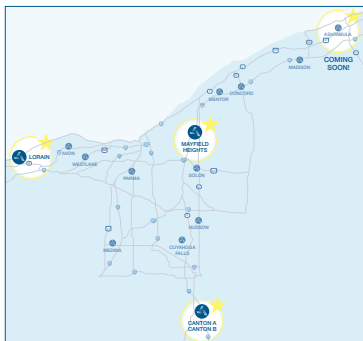 ASHTABULA
COMING
SOON!
MADISON
CONCORD
MENTOR
MAYFIELD
HEIGHTS
LORAIN
AVON
WESTLAKE
PARMA
SOLON
HUDSON
MEDINA
CUYAHOGA
FALLS
CANTON A
CANTON B